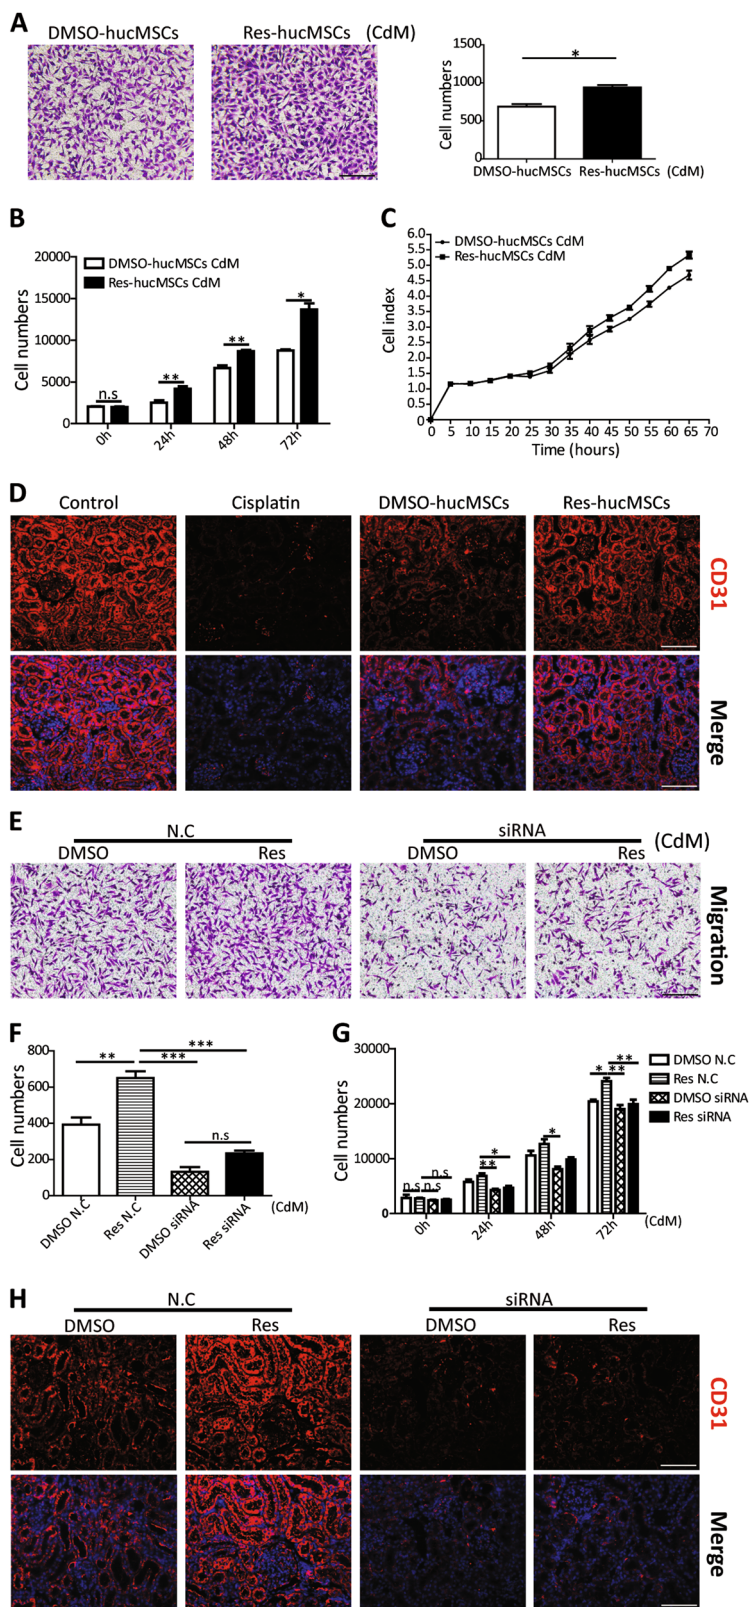 A
DMSO-hucMSCs Res-hucMSCs (CdM)
1500
1000
500
0
Cell numbers
*
DMSO-hucMSCs Res-hucMSCs (CdM)
B
20000
15000
10000
5000
0
Cell numbers
DMSO-hucMSCs CdM
Res-hucMSCs CdM
n.s
**
**
*
0h 24h 48h 72h
C
6.0
5.5
5.0
4.5
4.0
3.5
3.0
2.5
2.0
1.5
1.0
0.5
0
Cell index
DMSO-hucMSCs CdM
Res-hucMSCs CdM
0 5 10 15 20 25 30 35 40 45 50 55 60 65 70
Time (hours)
D
Control Cisplatin DMSO-hucMSCs Res-hucMSCs
CD31
Merge
E
N.C siRNA (CdM)
DMSO Res DMSO Res
Migration
F
800
600
400
200
0
Cell numbers
**
***
***
n.s
DMSO N.C Res N.C DMSO siRNA Res siRNA (CdM)
G
30000
20000
10000
0
Cell numbers
DMSO N.C
Res N.C
DMSO siRNA
Res siRNA
n.s n.s
n.s
**
*
*
* **
**
0h 24h 48h 72h (CdM)
H
N.C siRNA
DMSO Res DMSO Res
CD31
Merge